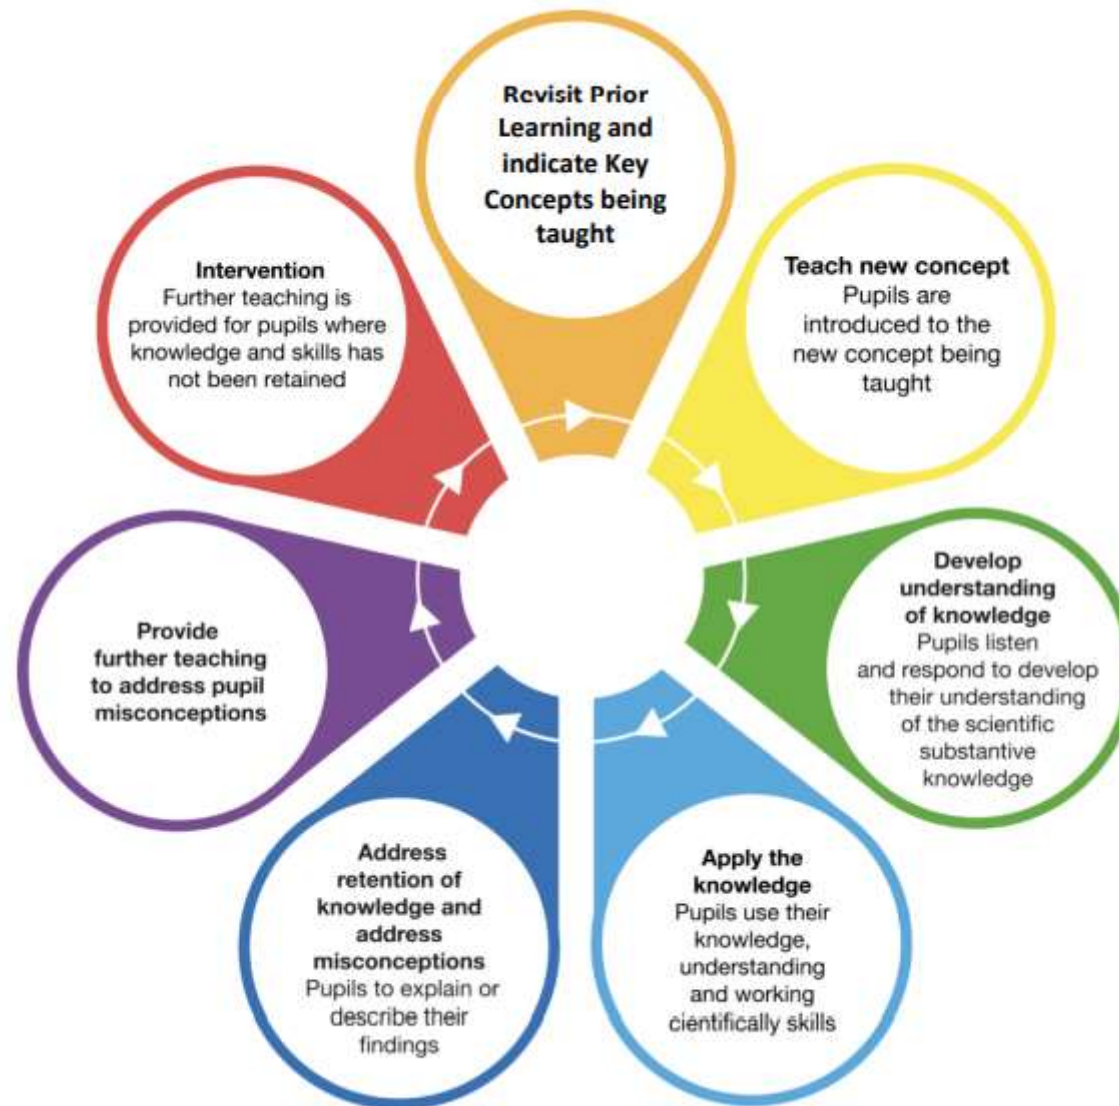 Revisit Prior
Learning and
indicate Key
Concepts being
taught
Teach new concept
Pupils are
introduced to the
new concept being
taught
Develop
understanding
of knowledge
Pupils listen
and respond to develop
their understanding
of the scientific
substantive
knowledge
Apply the
knowledge
Pupils use their
knowledge,
understanding
and working
cientifically skills
Address
retention of
knowledge and
address
misconceptions
Pupils to explain or
describe their
findings
Provide
further teaching
to address pupil
misconceptions
Intervention
Further teaching is
provided for pupils where
knowledge and skills has
not been retained